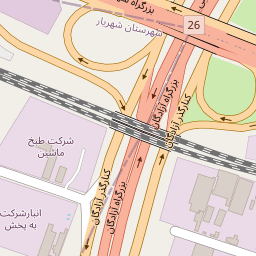 بزرگراه
26
شهرستان شهریار
بزرگراه آزادگان
کنارگذر آزادگان
شرکت طبخ
ماشین
کنارگذر آزادگان
بزرگراه آزادگان
انبارشرکت
به پخش